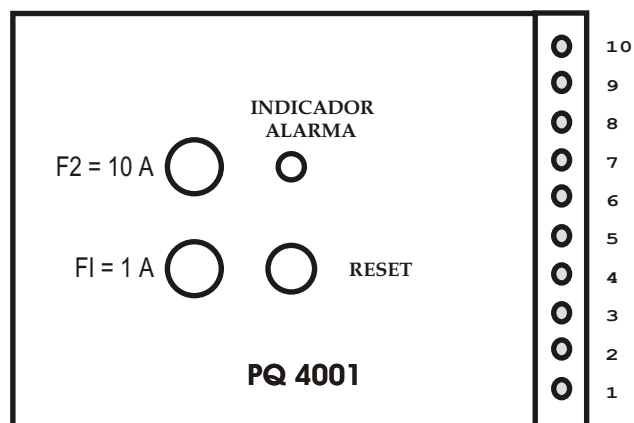 INDICADOR
ALARMA
F2 = 10 A
FI = 1 A
RESET
PQ 4001
10
9
8
7
6
5
4
3
2
1